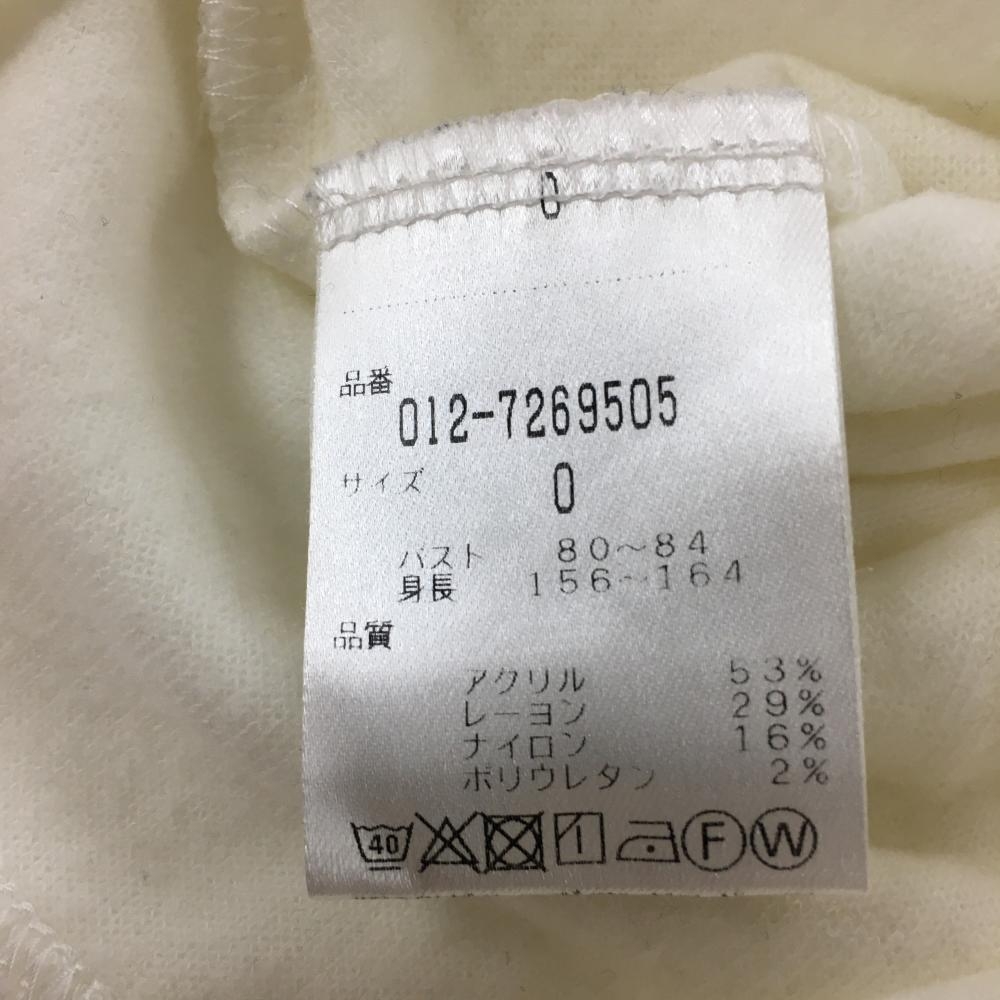 0
品番
012-7269505
サイズ 0
バスト 80～84
身長 156～164
品質
アクリル 53%
レーヨン 29%
ナイロン 16%
ポリウレタン 2%
40 F W